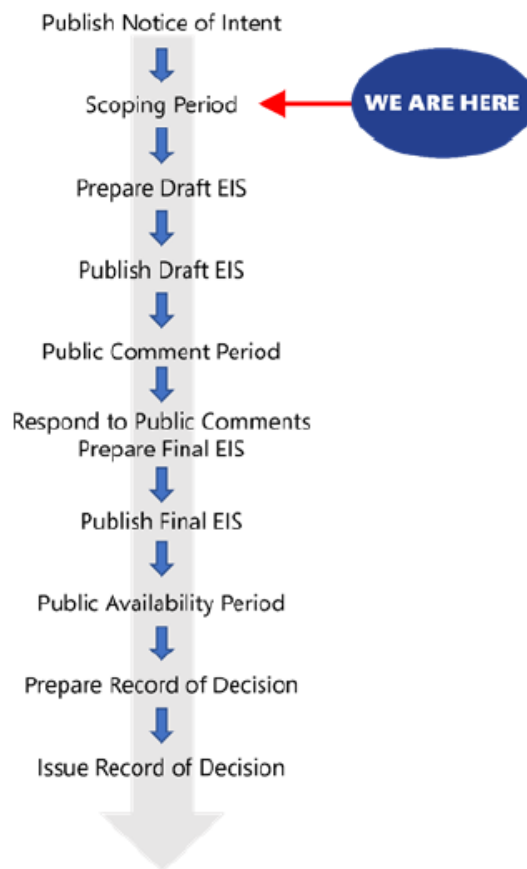 Publish Notice of Intent
Scoping Period
WE ARE HERE
Prepare Draft EIS
Publish Draft EIS
Public Comment Period
Respond to Public Comments
Prepare Final EIS
Publish Final EIS
Public Availability Period
Prepare Record of Decision
Issue Record of Decision